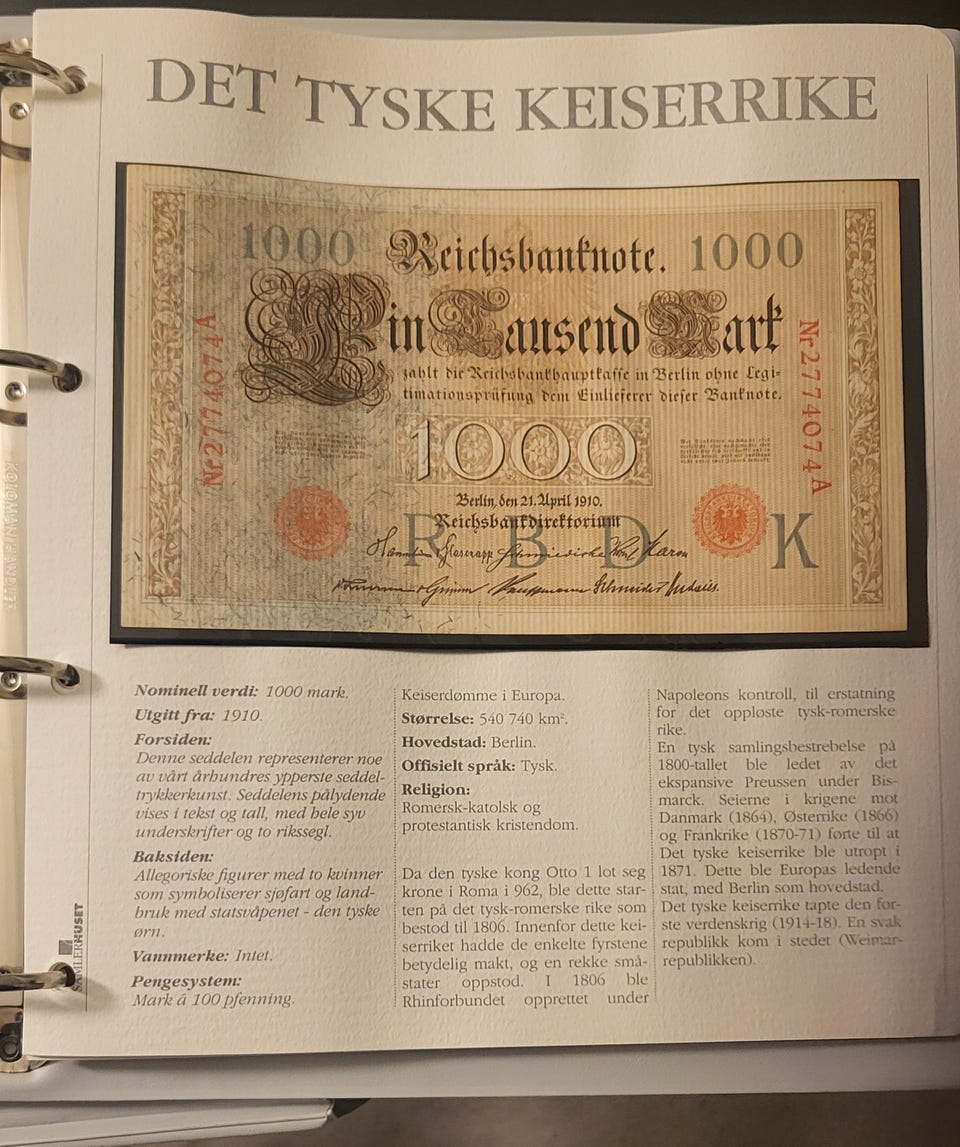 DET TYSKE KEISERRIKE
1000 Reichsbanknote. 1000
Ein Tausend Mark
zahlt die Reichsbankhauptkasse in Berlin ohne Legi-
timationsprüfung dem Einlieferer dieser Banknote.
Nr2774074A
Nr2774074A
1000
Berlin, den 21. April 1910.
Reichsbankdirektorium
R B D K
Nominell verdi: 1000 mark.
Utgitt fra: 1910.
Forsiden:
Denne seddelen representerer noe
av vårt århundres ypperste seddel-
trykkerkunst. Seddelens pålydende
vises i tekst og tall, med hele syv
underskrifter og to rikssegl.
Baksiden:
Allegoriske figurer med to kvinner
som symboliserer sjøfart og land-
bruk med statsvåpenet - den tyske
ørn.
Vannmerke: Intet.
Pengesystem:
Mark à 100 pfenning.
Keiserdømme i Europa.
Størrelse: 540 740 km².
Hovedstad: Berlin.
Offisielt språk: Tysk.
Religion:
Romersk-katolsk og
protestantisk kristendom.
Da den tyske kong Otto 1 lot seg
krone i Roma i 962, ble dette star-
ten på det tysk-romerske rike som
bestod til 1806. Innenfor dette kei-
serriket hadde de enkelte fyrstene
betydelig makt, og en rekke små-
stater oppstod. I 1806 ble
Rhinforbundet opprettet under
Napoleons kontroll, til erstatning
for det oppløste tysk-romerske
rike.
En tysk samlingsbestrebelse på
1800-tallet ble ledet av det
ekspansive Preussen under Bis-
marck. Seierne i krigene mot
Danmark (1864), Østerrike (1866)
og Frankrike (1870-71) førte til at
Det tyske keiserrike ble utropt i
1871. Dette ble Europas ledende
stat, med Berlin som hovedstad.
Det tyske keiserrike tapte den før-
ste verdenskrig (1914-18). En svak
republikk kom i stedet (Weimar-
republikken).
SAMLERHUSET